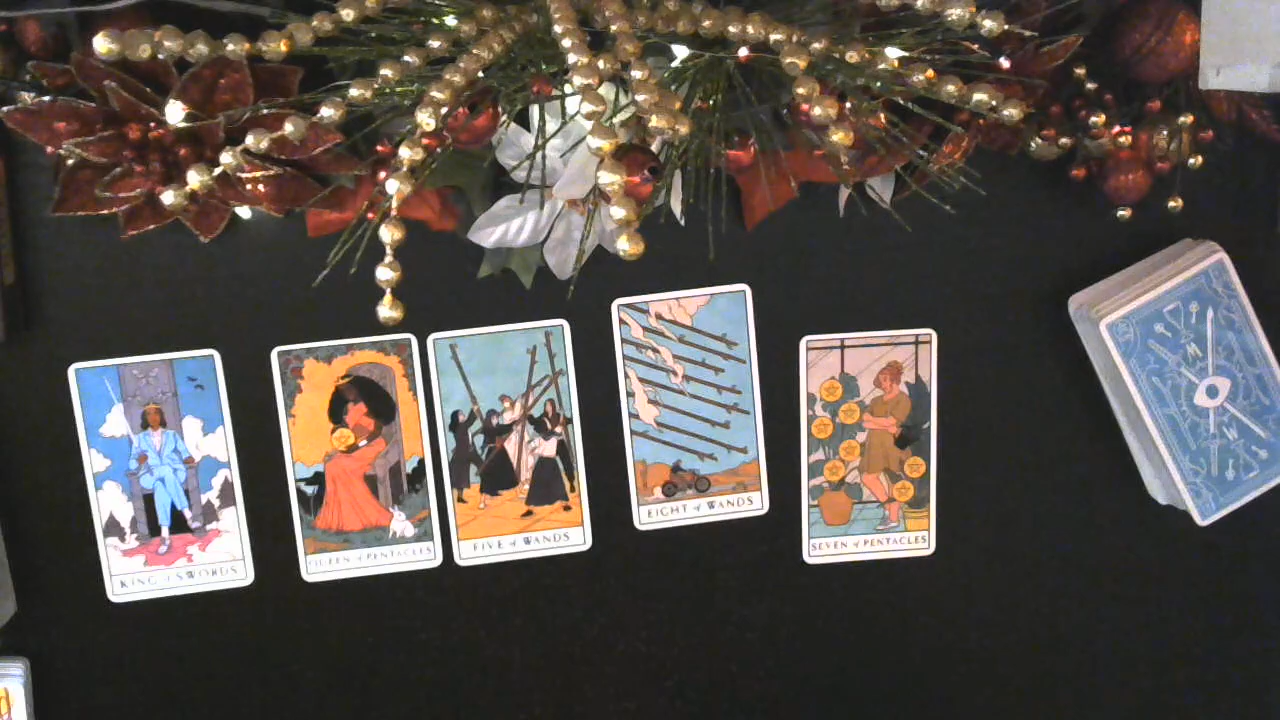 KING of SWORDS
QUEEN of PENTACLES
FIVE of WANDS
EIGHT of WANDS
SEVEN of PENTACLES